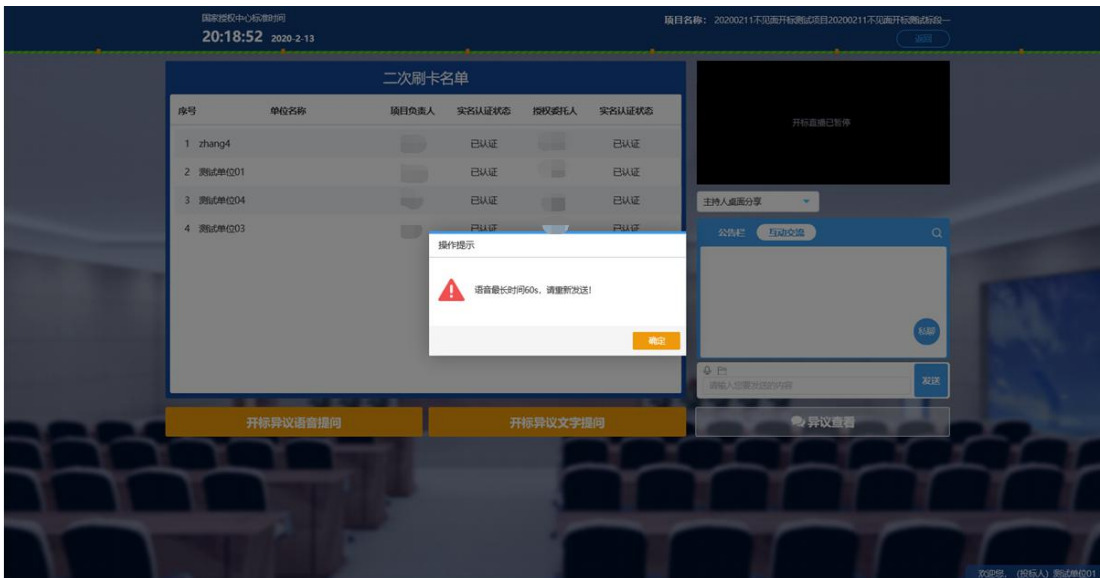 国家授权中心标准时间
20:18:52 2020-2-13
项目名称： 20200211不见面开标测试项目20200211不见面开标测试标段一
返回
二次刷卡名单
序号 单位名称 项目负责人 实名认证状态 授权委托人 实名认证状态
1 zhang4 已认证 已认证
2 测试单位01 已认证 已认证
3 测试单位04 已认证 已认证
4 测试单位03 已认证 已认证
开标直播已暂停
主持人桌面分享
公告栏 互动交流
私聊
操作提示
语音最长时间60s，请重新发送！
确定
请输入您要发送的内容
发送
开标异议语音提问 开标异议文字提问 异议查看
欢迎您，（投标人）测试单位01